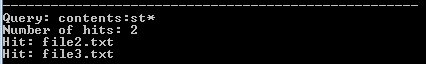 ----------------------------------------------------
Query: contents:st*
Number of hits: 2
Hit: file2.txt
Hit: file3.txt